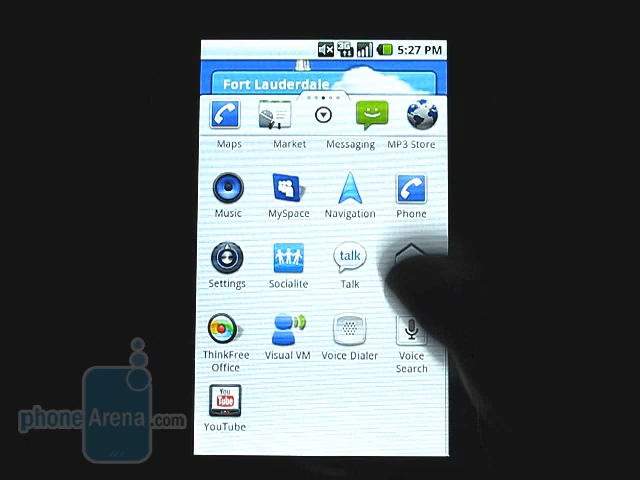 3G
5:27 PM
Fort Lauderdale
Maps Market Messaging MP3 Store
Music MySpace Navigation Phone
talk
Settings Socialite Talk
ThinkFree Visual VM Voice Dialer Voice
Office Search
You
Tube
YouTube
phoneArena.com